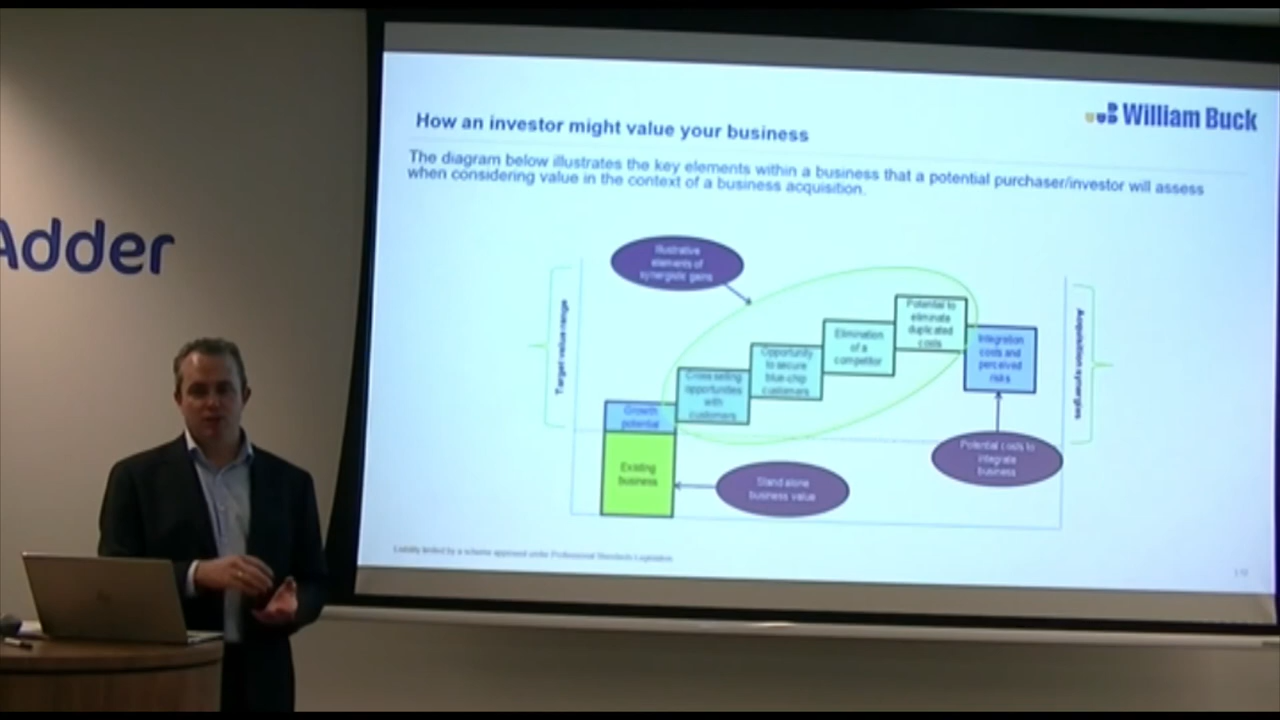 Adder
William Buck
How an investor might value your business
The diagram below illustrates the key elements within a business that a potential purchaser/investor will assess
when considering value in the context of a business acquisition.
Illustrative
elements of
synergistic gains
Target value range
Acquisition synergies
Potential to
eliminate
duplicated
costs
Elimination
of a
competitor
Integration
costs and
perceived
risks
Opportunity
to secure
blue-chip
customers
Cross selling
opportunities
with
customers
Growth
potential
Existing
business
Stand alone
business value
Potential costs to
integrate
business
Liability limited by a scheme approved under Professional Standards Legislation